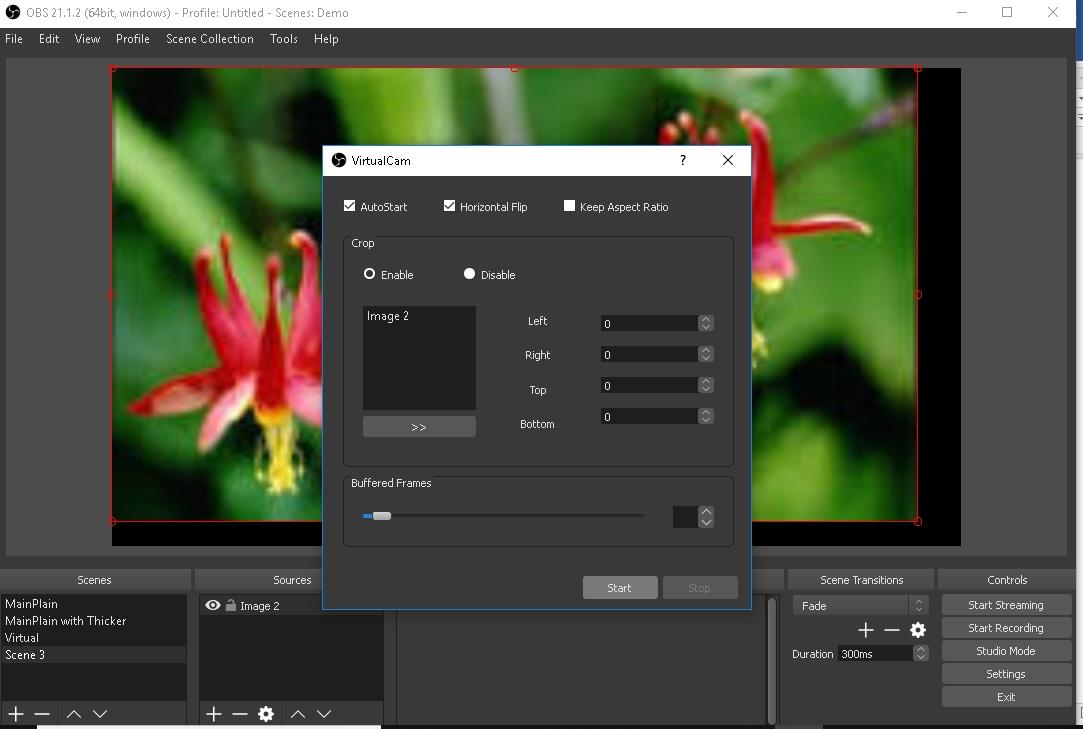 OBS 21.1.2 (64bit, windows) - Profile: Untitled - Scenes: Demo
File Edit View Profile Scene Collection Tools Help
VirtualCam ?
AutoStart Horizontal Flip Keep Aspect Ratio
Crop
Enable Disable
Image 2
Left 0
Right 0
Top 0
Bottom 0
>>
Buffered Frames
Start Stop
Scenes
MainPlain
MainPlain with Thicker
Virtual
Scene 3
Sources
Image 2
Scene Transitions
Fade
Duration 300ms
Controls
Start Streaming
Start Recording
Studio Mode
Settings
Exit